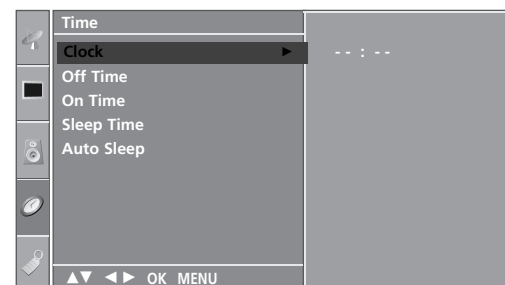 Time
Clock ► -- : --
Off Time
On Time
Sleep Time
Auto Sleep
▲▼ ◄► OK MENU